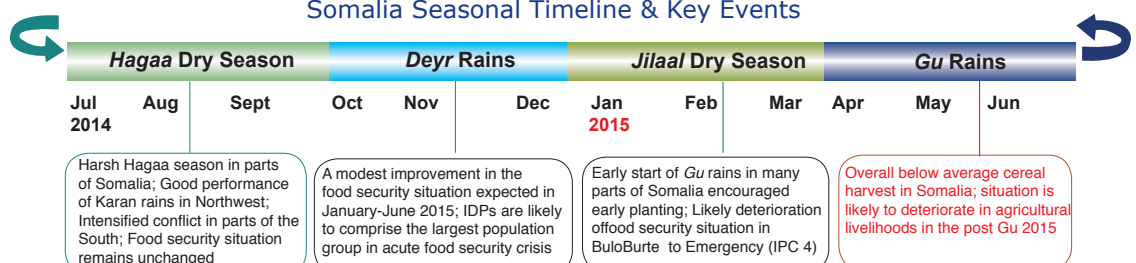 Somalia Seasonal Timeline & Key Events
Hagaa Dry Season Deyr Rains Jilaal Dry Season Gu Rains
Jul Aug Sept Oct Nov Dec Jan Feb Mar Apr May Jun
2014 2015
Harsh Hagaa season in parts
of Somalia; Good performance
of Karan rains in Northwest;
Intensified conflict in parts of the
South; Food security situation
remains unchanged
A modest improvement in the
food security situation expected in
January-June 2015; IDPs are likely
to comprise the largest population
group in acute food security crisis
Early start of Gu rains in many
parts of Somalia encouraged
early planting; Likely deterioration
offood security situation in
BuloBurte to Emergency (IPC 4)
Overall below average cereal
harvest in Somalia; situation is
likely to deteriorate in agricultural
livelihoods in the post Gu 2015